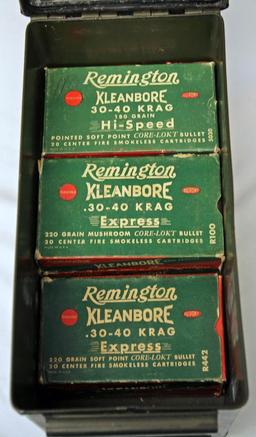 Remington
KLEANBORE
30-40 KRAG
180 GRAIN
Hi-Speed
POINTED SOFT POINT CORE-LOKT BULLET
20 CENTER FIRE SMOKELESS CARTRIDGES
Remington
KLEANBORE
.30-40 KRAG
Express
220 GRAIN MUSHROOM CORE-LOKT BULLET
20 CENTER FIRE SMOKELESS CARTRIDGES
R100
KLEANBORE
Remington
KLEANBORE
.30-40 KRAG
Express
220 GRAIN SOFT POINT CORE-LOKT BULLET
20 CENTER FIRE SMOKELESS CARTRIDGES
R442